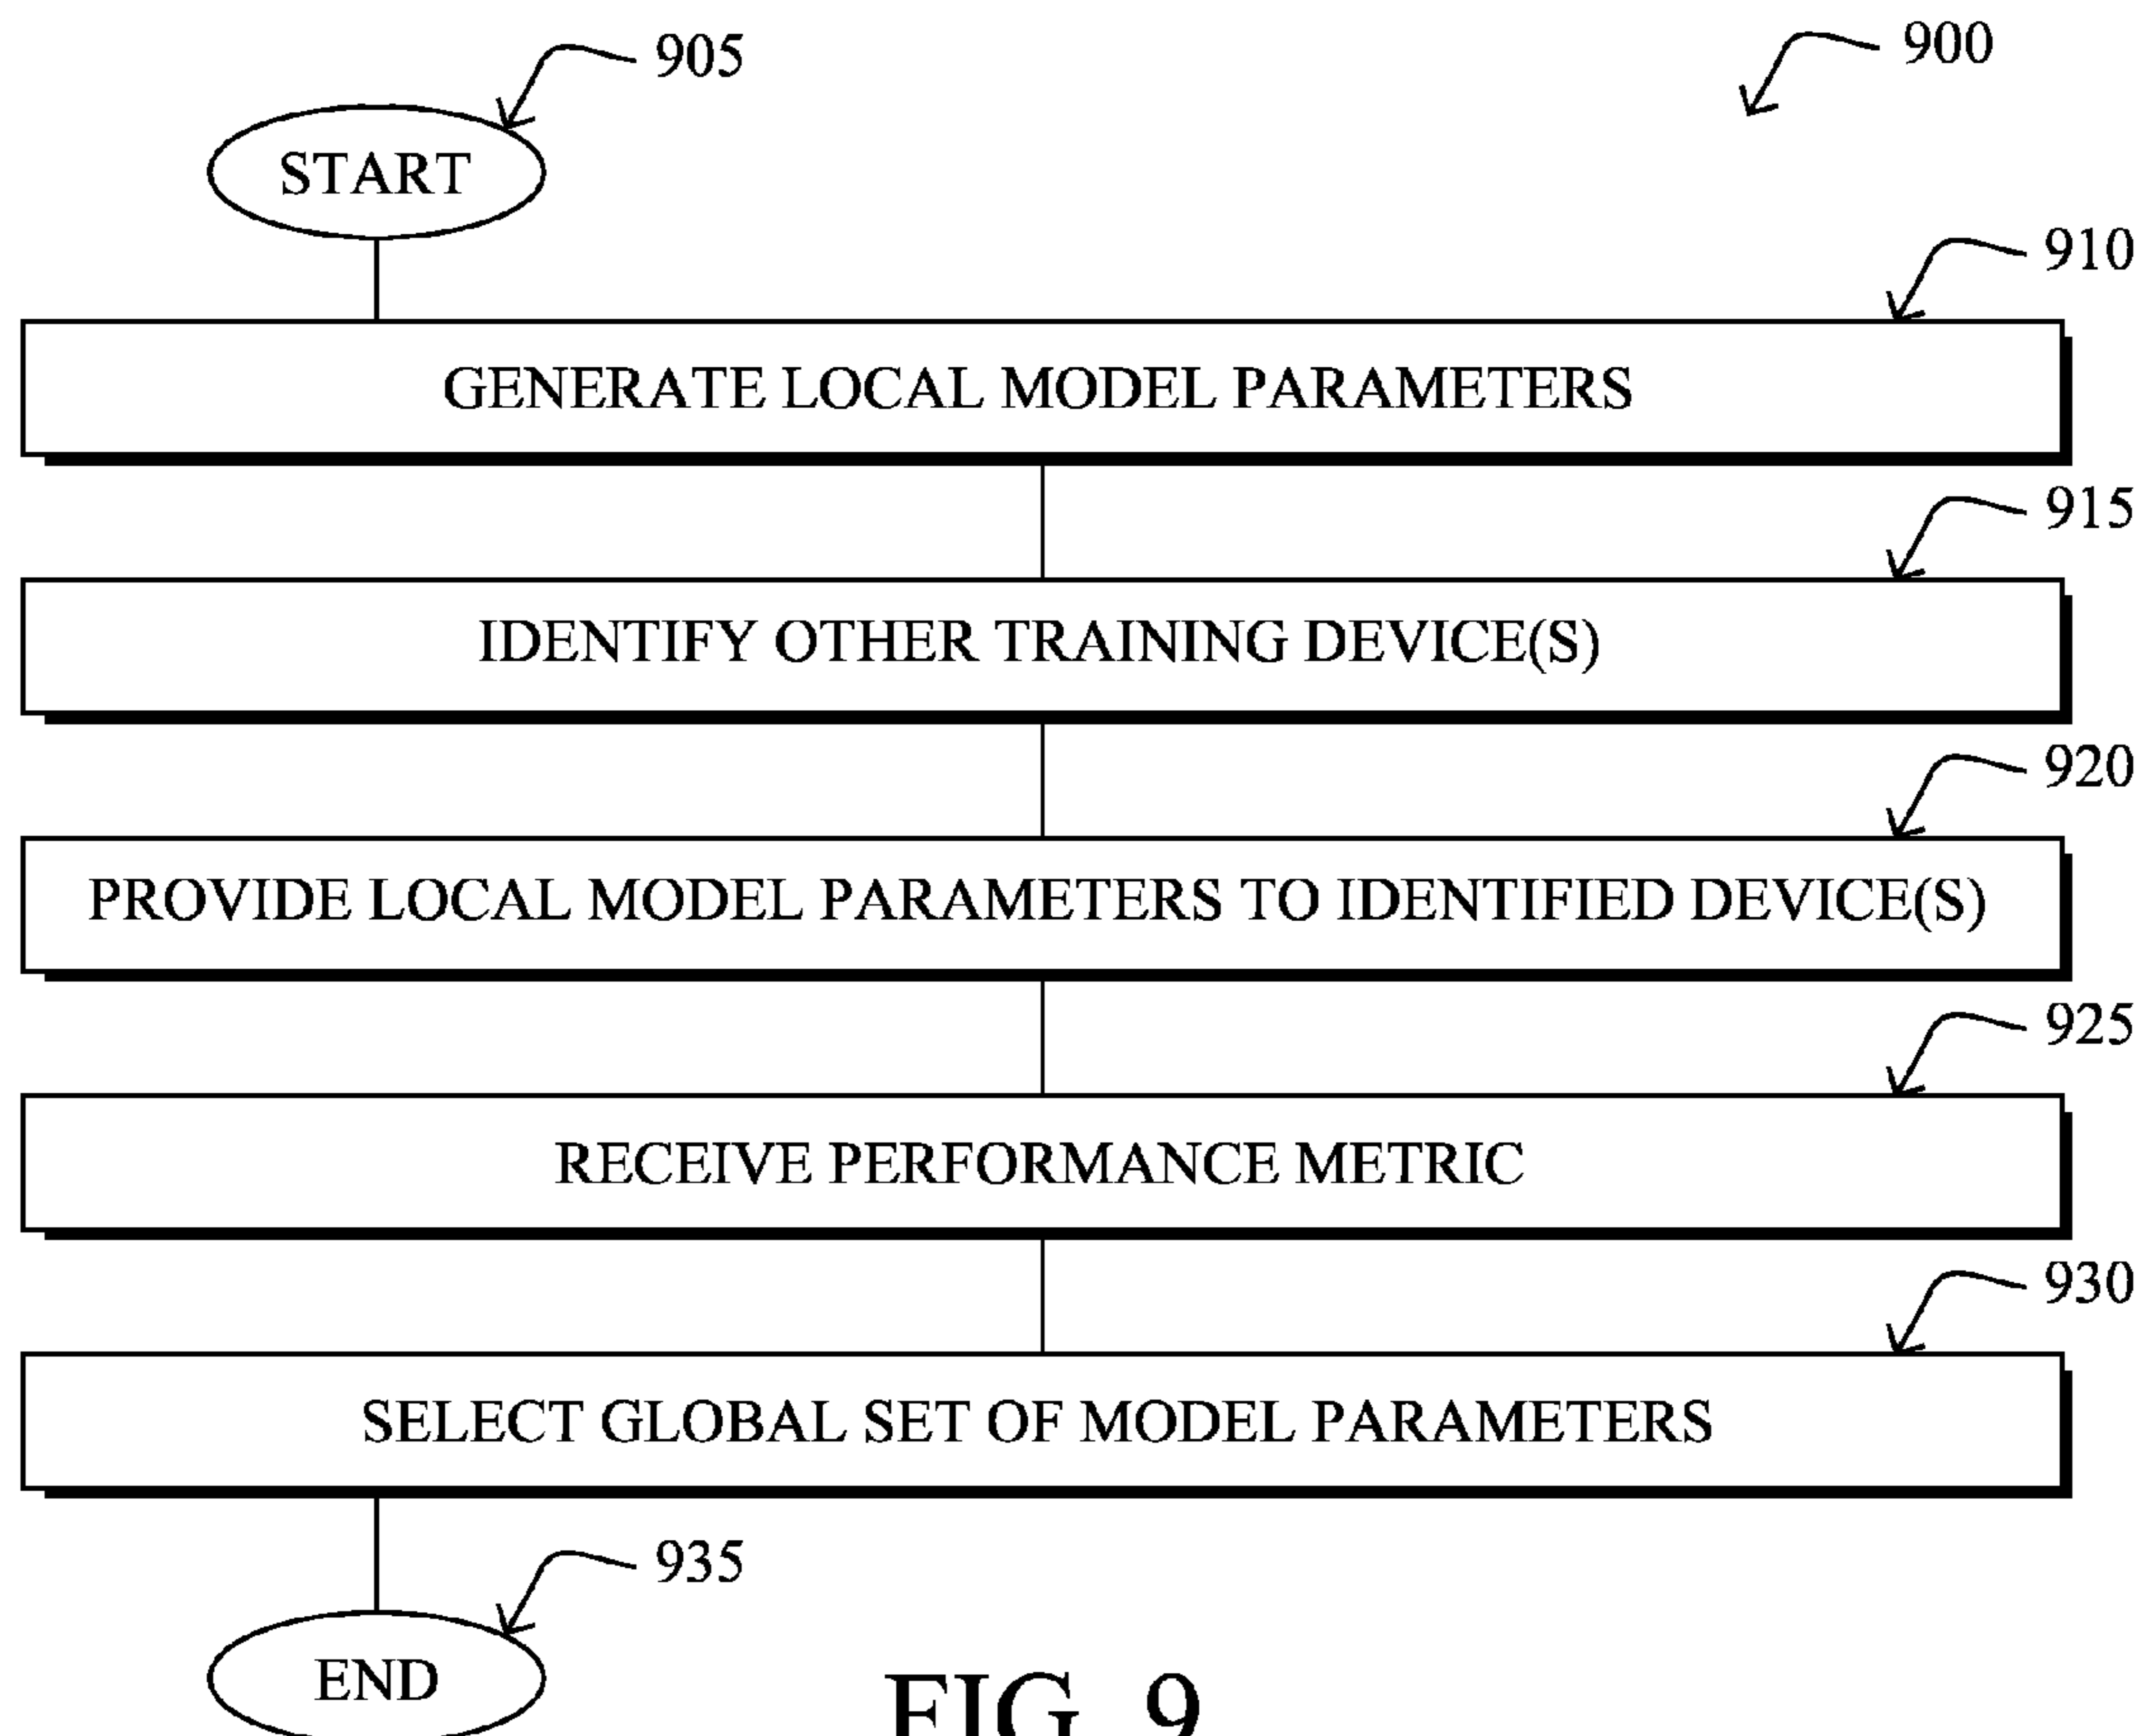 905
900
START
910
GENERATE LOCAL MODEL PARAMETERS
915
IDENTIFY OTHER TRAINING DEVICE(S)
920
PROVIDE LOCAL MODEL PARAMETERS TO IDENTIFIED DEVICE(S)
925
RECEIVE PERFORMANCE METRIC
930
SELECT GLOBAL SET OF MODEL PARAMETERS
935
END
FIG. 9